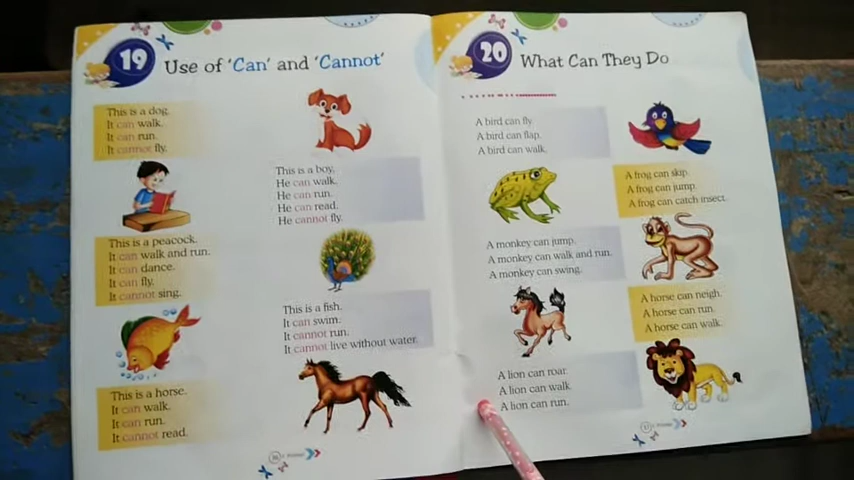 19
Use of 'Can' and 'Cannot'
This is a dog.
It can walk.
It can run.
It cannot fly.
This is a boy.
He can walk.
He can run.
He can read.
He cannot fly.
This is a peacock.
It can walk and run.
It can dance.
It can fly.
It cannot sing.
This is a fish.
It can swim.
It cannot run.
It cannot live without water.
This is a horse.
It can walk.
It can run.
It cannot read.
20
What Can They Do
A bird can fly.
A bird can flap.
A bird can walk.
A frog can skip.
A frog can jump.
A frog can catch insect.
A monkey can jump.
A monkey can walk and run.
A monkey can swing.
A horse can neigh.
A horse can run.
A horse can walk.
A lion can roar.
A lion can walk.
A lion can run.